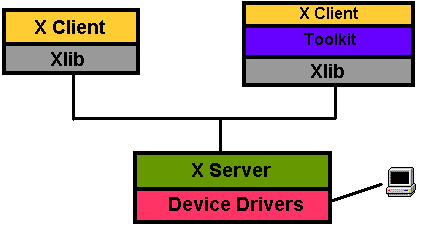 X Client
Xlib
X Client
Toolkit
Xlib
X Server
Device Drivers